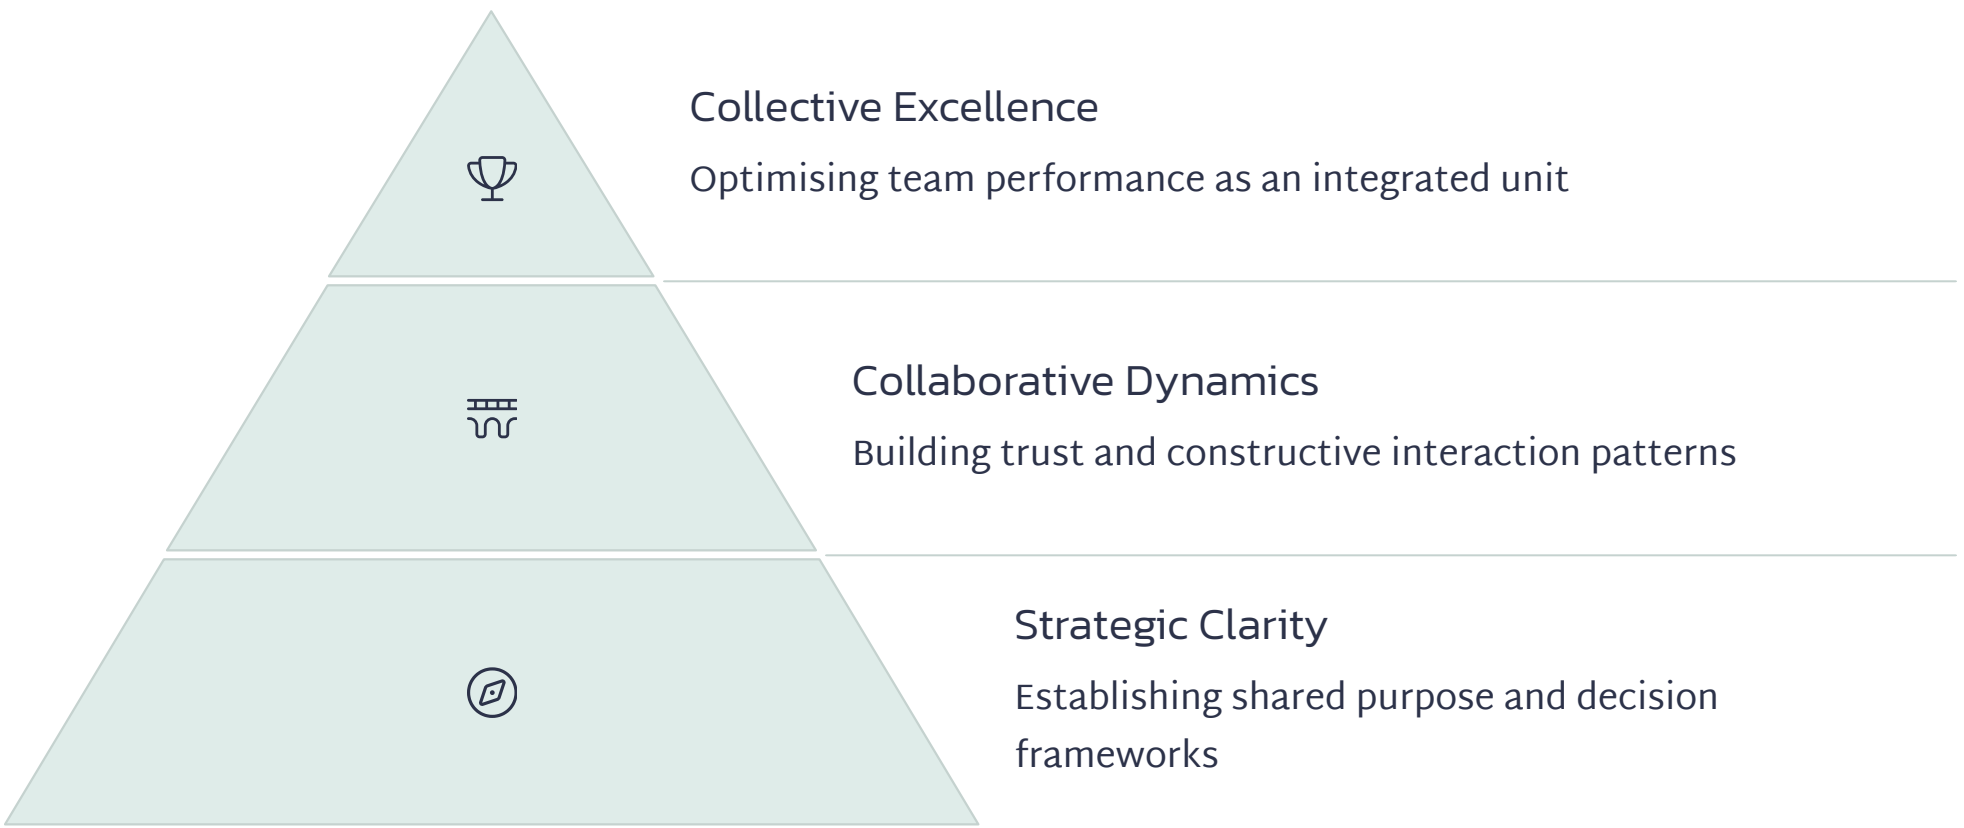 Collective Excellence
Optimising team performance as an integrated unit
Collaborative Dynamics
Building trust and constructive interaction patterns
Strategic Clarity
Establishing shared purpose and decision
frameworks